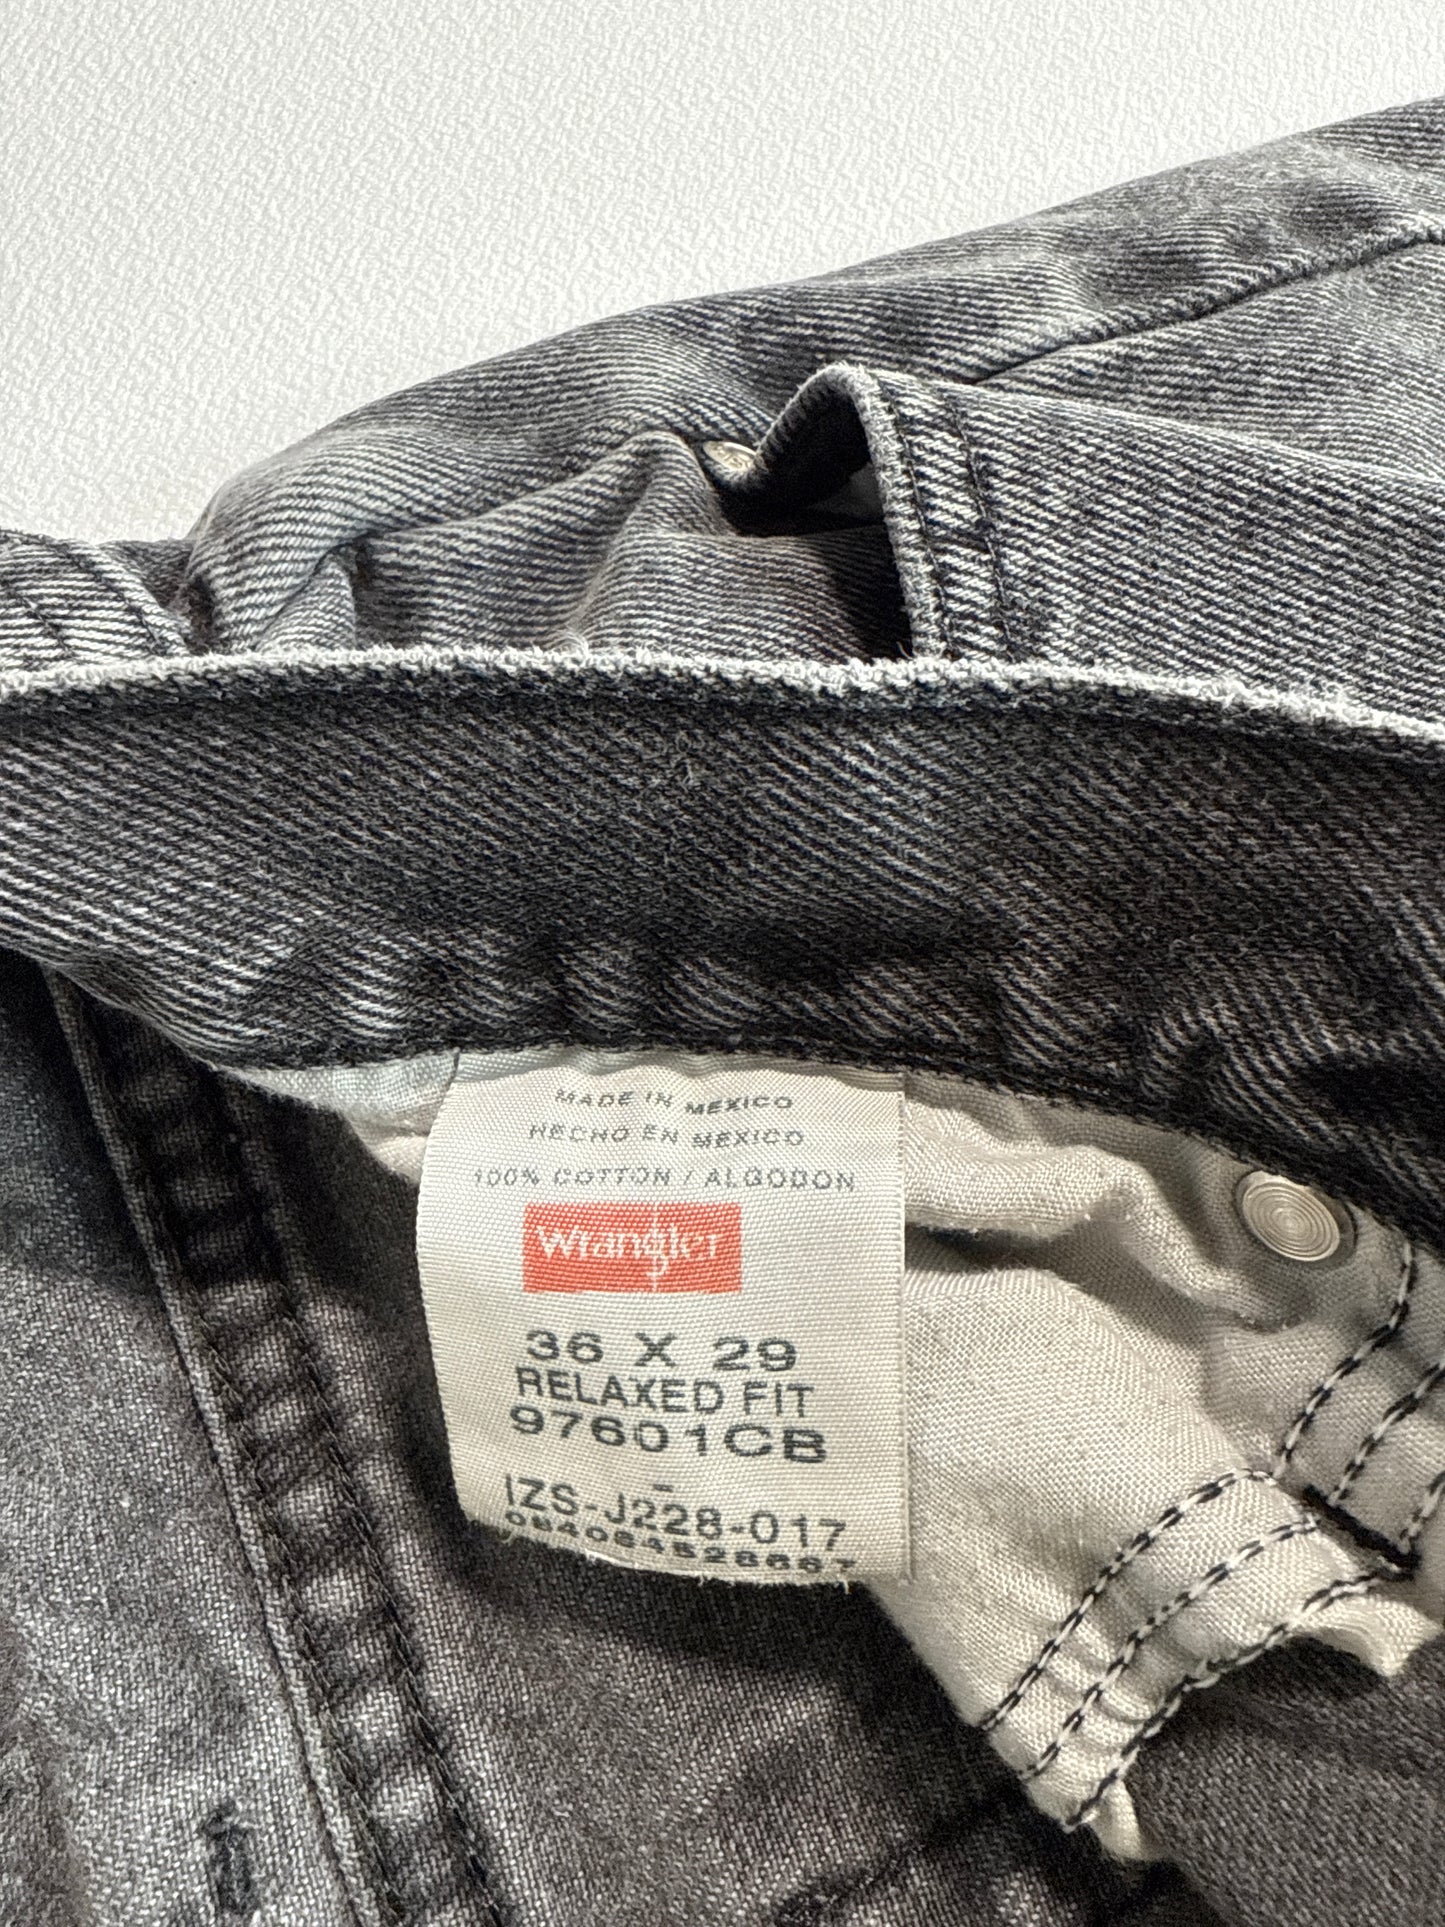 MADE IN MEXICO
HECHO EN MEXICO
100% COTTON / ALGODON
Wrangler
36 X 29
RELAXED FIT
97601CB
-
IZS-J228-017